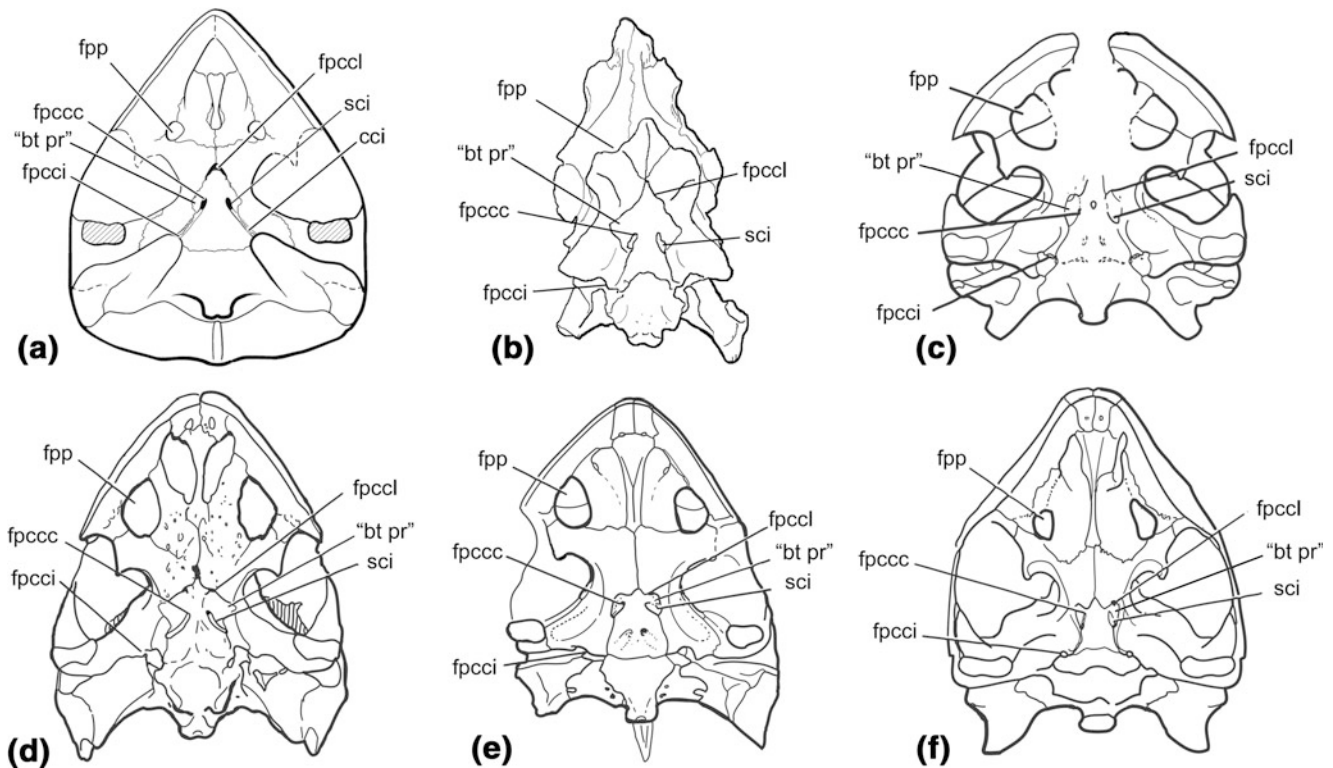 fpp
fpccl
fpccc
sci
"bt pr"
cci
fpcci
(a)
fpp
"bt pr"
fpccl
fpccc
sci
fpcci
(b)
fpp
fpccl
"bt pr"
sci
fpccc
fpcci
(c)
fpp
fpccl
fpccc
"bt pr"
sci
fpcci
(d)
fpp
fpccl
fpccc
"bt pr"
sci
fpcci
(e)
fpp
fpccl
fpccc
"bt pr"
sci
fpcci
(f)